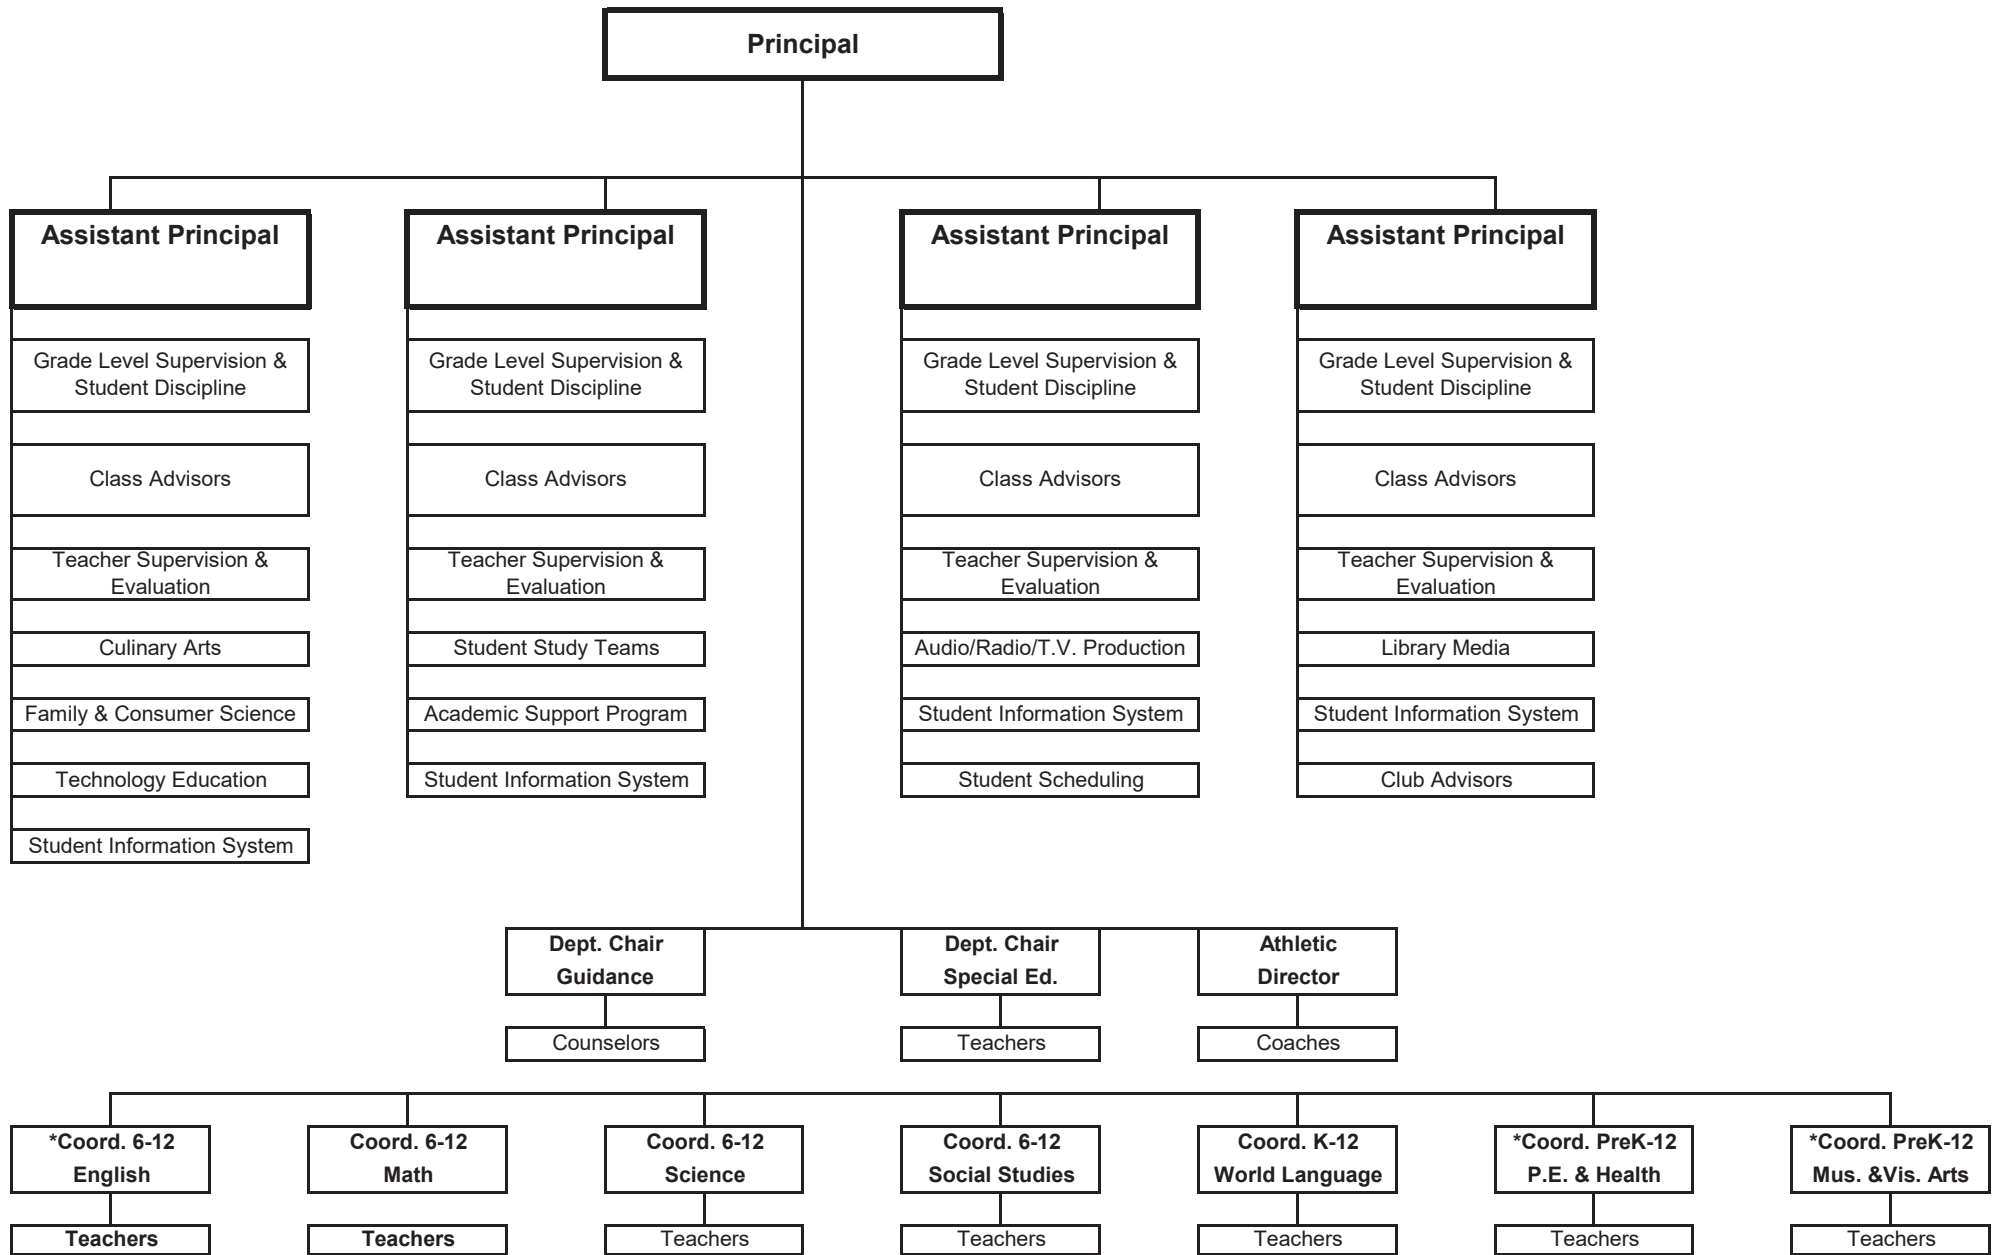 Principal
Assistant Principal
Assistant Principal
Assistant Principal
Assistant Principal
Grade Level Supervision &
Student Discipline
Grade Level Supervision &
Student Discipline
Grade Level Supervision &
Student Discipline
Grade Level Supervision &
Student Discipline
Class Advisors
Class Advisors
Class Advisors
Class Advisors
Teacher Supervision &
Evaluation
Teacher Supervision &
Evaluation
Teacher Supervision &
Evaluation
Teacher Supervision &
Evaluation
Culinary Arts
Student Study Teams
Audio/Radio/T.V. Production
Library Media
Family & Consumer Science
Academic Support Program
Student Information System
Student Information System
Technology Education
Student Information System
Student Scheduling
Club Advisors
Student Information System
Dept. Chair
Guidance
Dept. Chair
Special Ed.
Athletic
Director
Counselors
Teachers
Coaches
*Coord. 6-12
English
Coord. 6-12
Math
Coord. 6-12
Science
Coord. 6-12
Social Studies
Coord. K-12
World Language
*Coord. PreK-12
P.E. & Health
*Coord. PreK-12
Mus. &Vis. Arts
Teachers
Teachers
Teachers
Teachers
Teachers
Teachers
Teachers